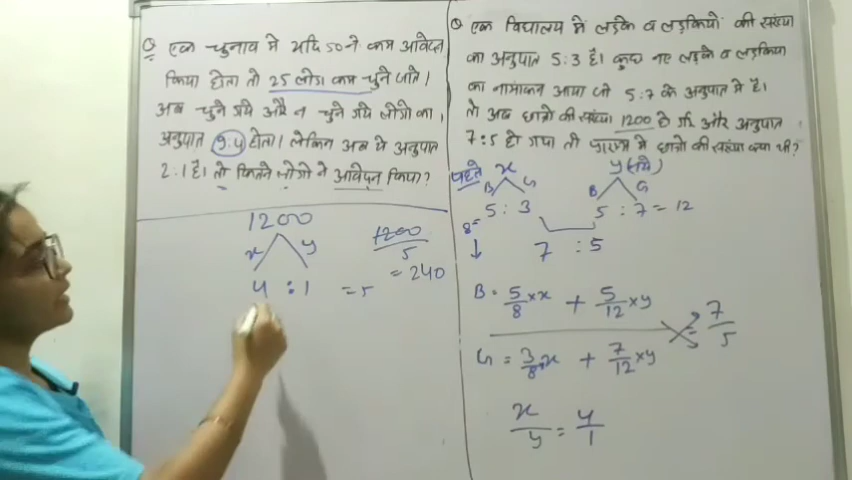 Q एक चुनाव मे यदि 50 ने कम आवेदन
किया होता तो 25 लोग कम चुने जाते।
अब चुने गये और न चुने गये लोगो का
अनुपात 9:4 होता। लेकिन अब ये अनुपात
2:1 है। तो कितने लोगो ने आवेदन किया?
1200
x y
4 : 1 = 5
1200/5
= 240
Q एक विद्यालय में लड़के व लड़कियों की संख्या
का अनुपात 5:3 है। कुछ नए लड़के व लड़किया
का नामांकन आया जो 5:7 के अनुपात मे है।
तो अब छात्रो की संख्या 1200 हो गई और अनुपात
7:5 हो गया तो प्रारम्भ मे छात्रो की संख्या क्या थी?
पहले x y(नये)
B G B G
5 : 3 5 : 7 = 12
8=
7 : 5
B = 5/8 × x + 5/12 × y
G = 3/8 × x + 7/12 × y
= 7/5
x/y = 4/1